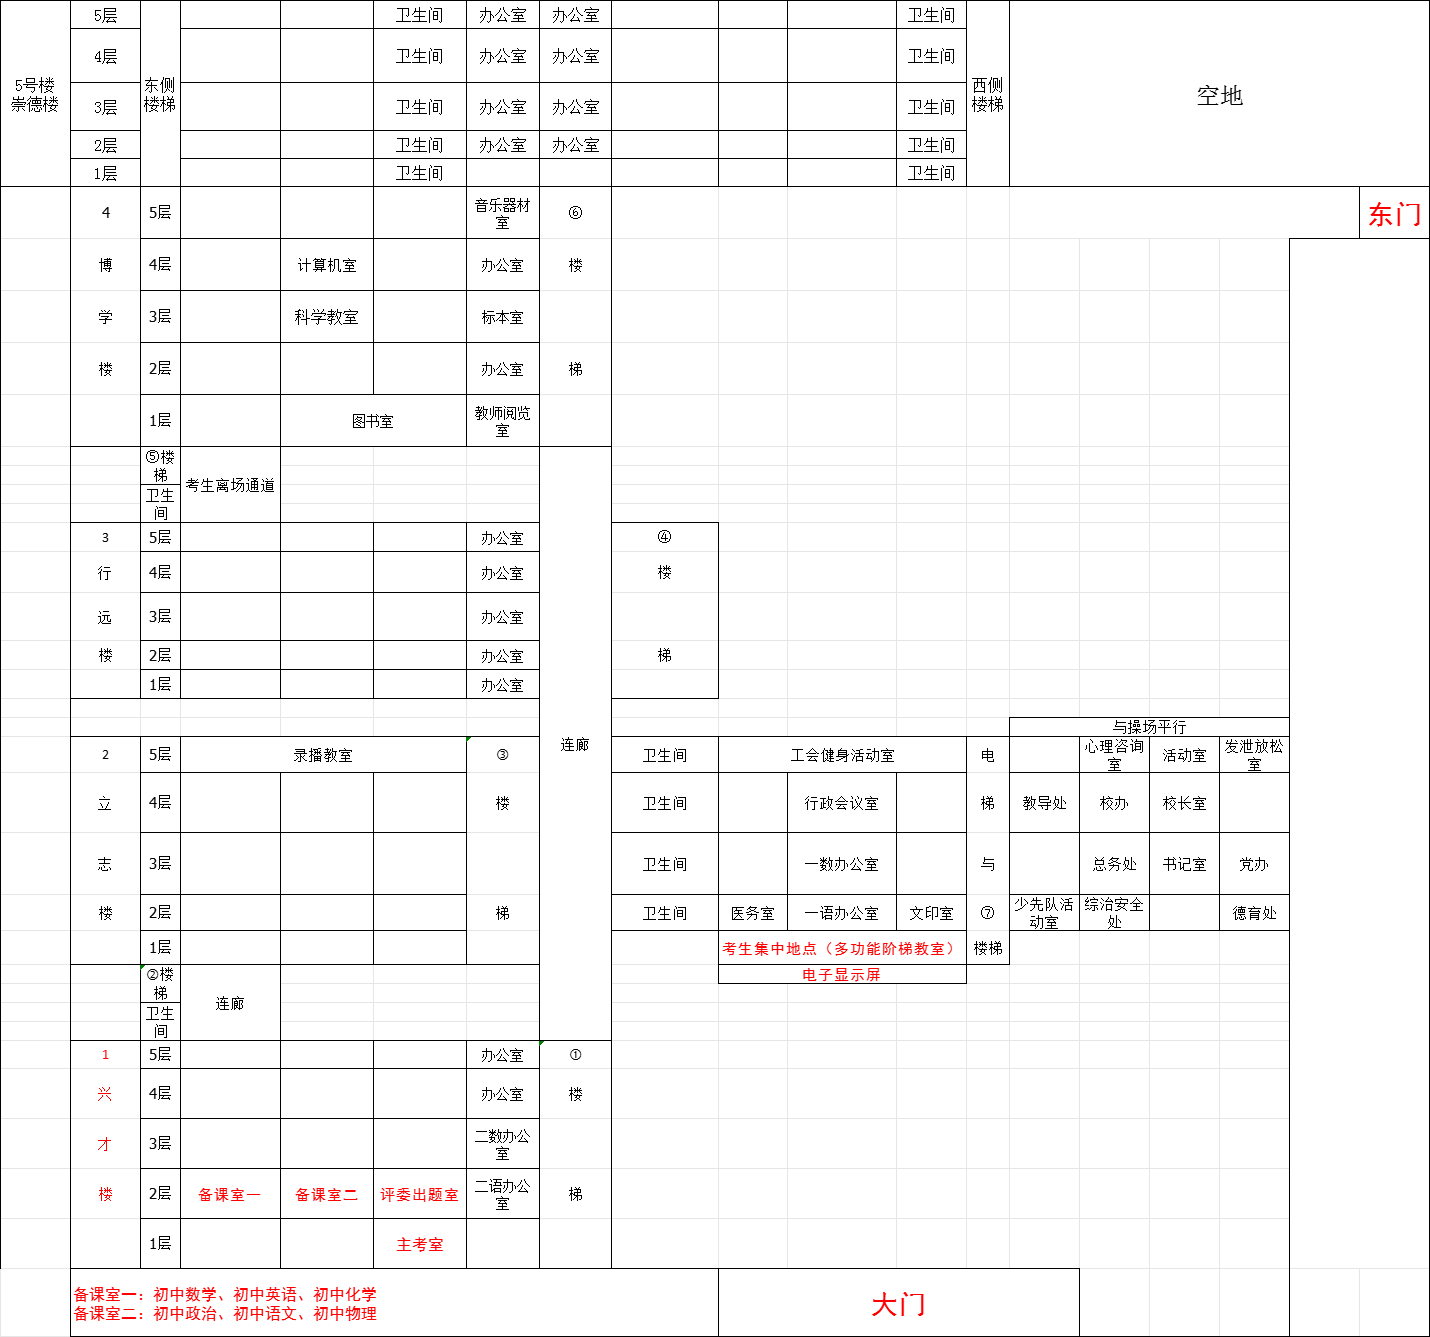 5号楼
崇德楼
东侧
楼梯
西侧
楼梯
空地
5层 卫生间 办公室 办公室 卫生间
4层 卫生间 办公室 办公室 卫生间
3层 卫生间 办公室 办公室 卫生间
2层 卫生间 办公室 办公室 卫生间
1层 卫生间 卫生间
4 5层 音乐器材
室 ⑥ 东门
博 4层 计算机室 办公室 楼
学 3层 科学教室 标本室
楼 2层 办公室 梯
1层 图书室 教师阅览
室
⑤楼
梯
卫生
间
考生离场通道
3 5层 办公室 ④
行 4层 办公室 楼
远 3层 办公室
楼 2层 办公室 梯
1层 办公室
连廊
与操场平行
2 5层 录播教室 ③ 卫生间 工会健身活动室 电 心理咨询
室 活动室 发泄放松
室
立 4层 楼 卫生间 行政会议室 梯 教导处 校办 校长室
志 3层 卫生间 一数办公室 与 总务处 书记室 党办
楼 2层 梯 卫生间 医务室 一语办公室 文印室 ⑦ 少先队活
动室 综治安全
处 德育处
1层 考生集中地点（多功能阶梯教室） 楼梯
电子显示屏
②楼
梯
卫生
间
连廊
1 5层 办公室 ①
兴 4层 办公室 楼
才 3层 二数办公
室
楼 2层 备课室一 备课室二 评委出题室 二语办公
室 梯
1层 主考室
备课室一：初中数学、初中英语、初中化学
备课室二：初中政治、初中语文、初中物理
大门